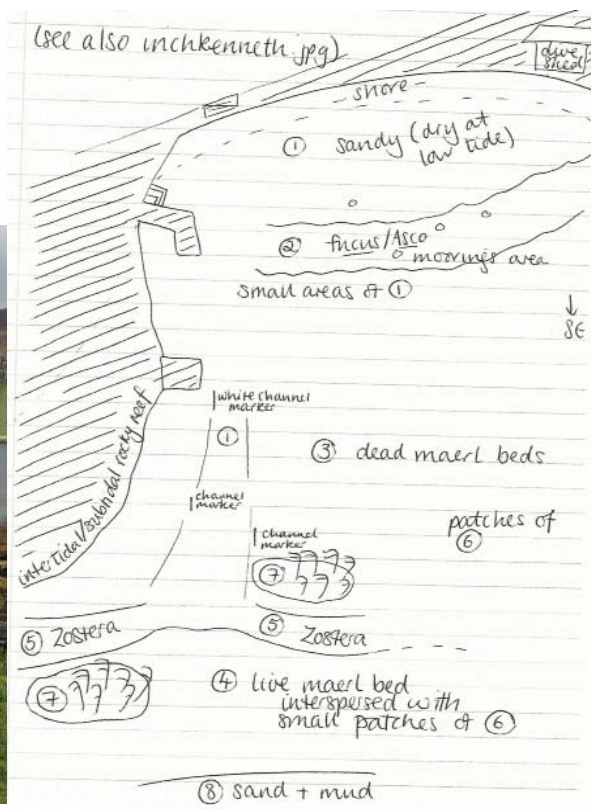 (see also inchkenneth.jpg)
dive
shed
shore
① sandy (dry at
low tide)
② fucus/Asco
moorings area
small areas of ①
↓
SE
white channel
marker
①
③ dead maerl beds
intertidal/subtidal rocky reef
channel
marker
channel
marker
patches of
⑥
⑦
⑤ Zostera
⑤ Zostera
⑦
④ live maerl bed
interspersed with
small patches of ⑥
⑧ sand + mud